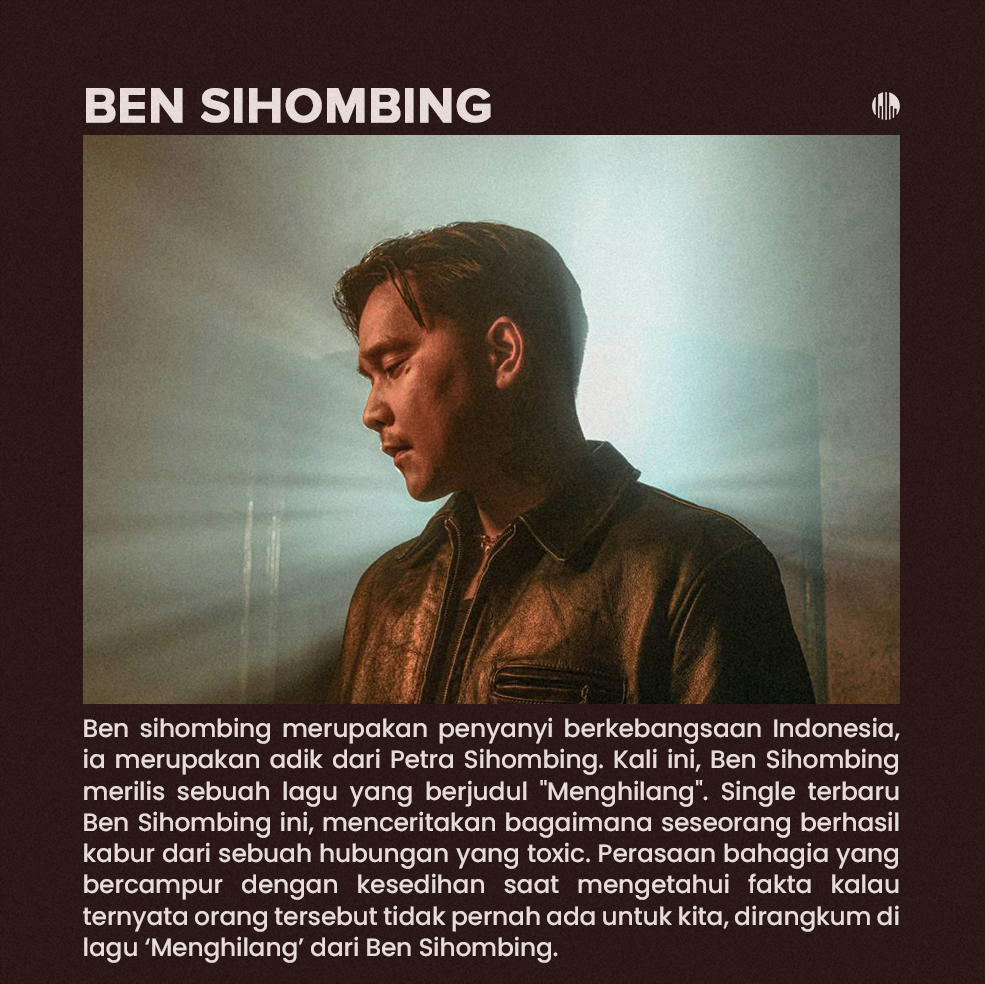 BEN SIHOMBING
Ben sihombing merupakan penyanyi berkebangsaan Indonesia,
ia merupakan adik dari Petra Sihombing. Kali ini, Ben Sihombing
merilis sebuah lagu yang berjudul "Menghilang". Single terbaru
Ben Sihombing ini, menceritakan bagaimana seseorang berhasil
kabur dari sebuah hubungan yang toxic. Perasaan bahagia yang
bercampur dengan kesedihan saat mengetahui fakta kalau
ternyata orang tersebut tidak pernah ada untuk kita, dirangkum di
lagu ‘Menghilang’ dari Ben Sihombing.